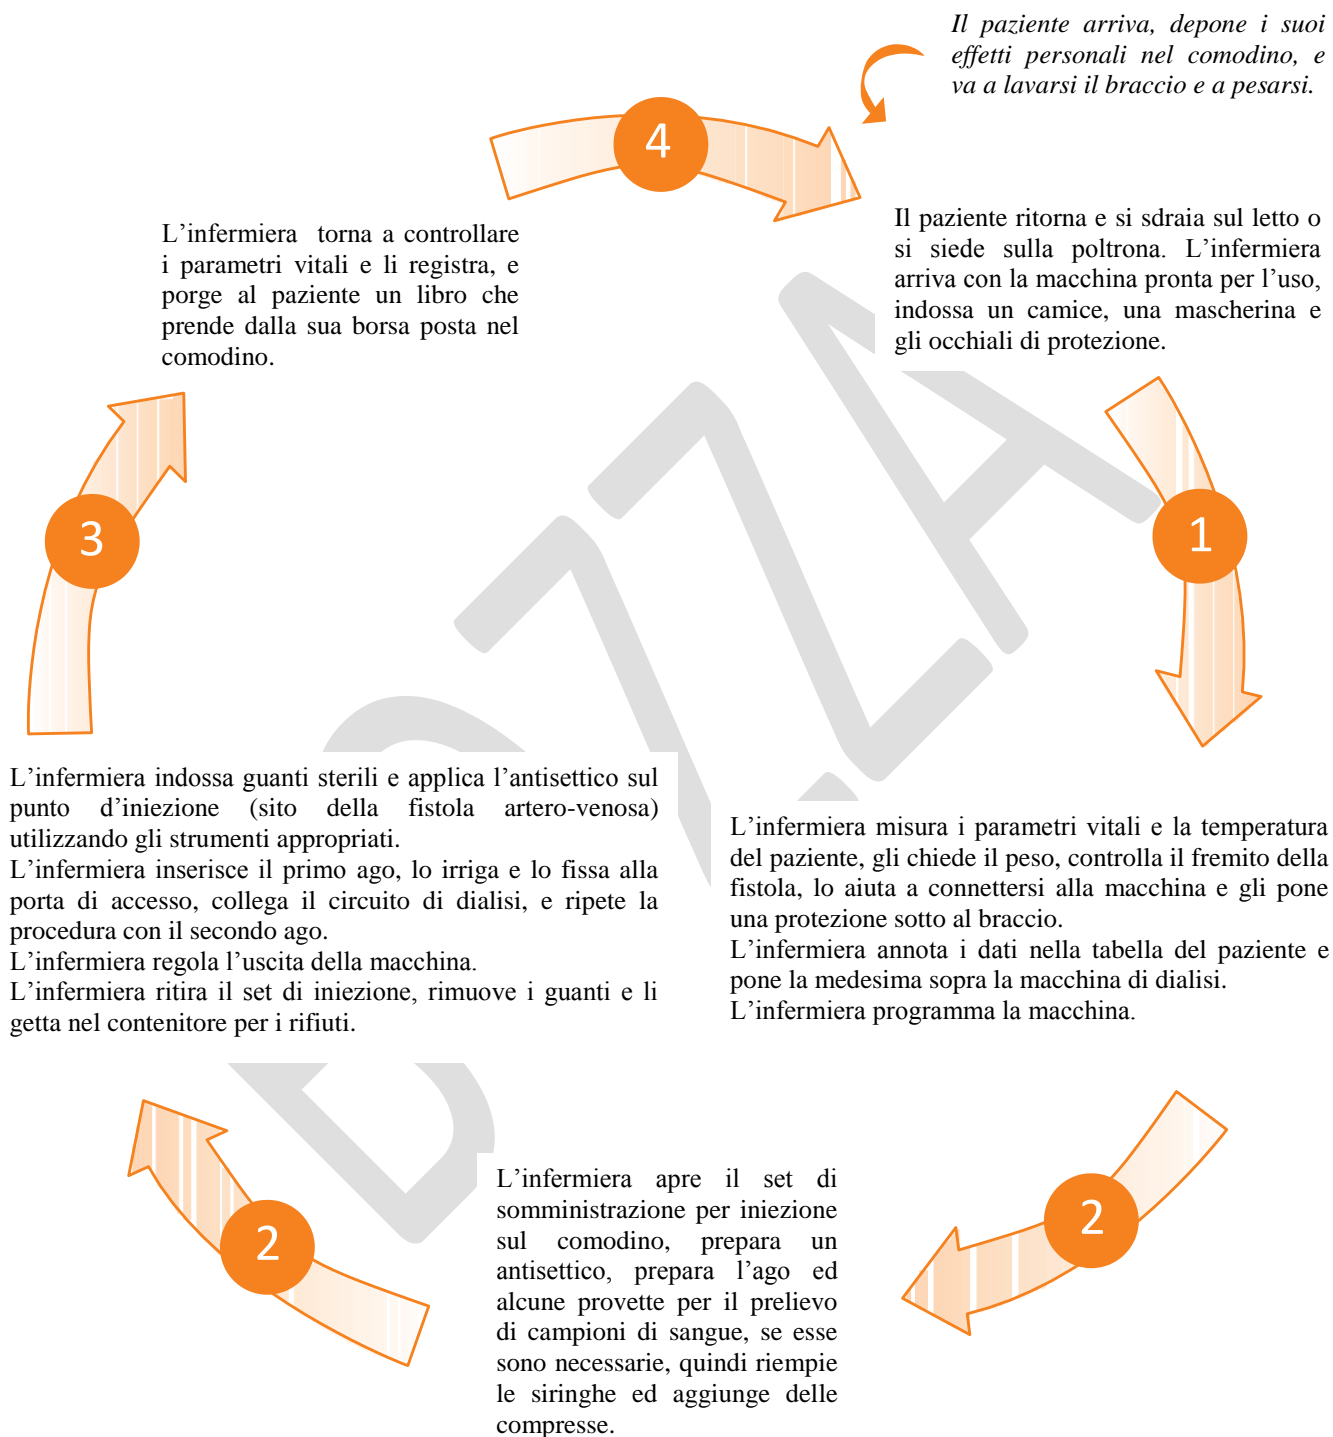 Il paziente arriva, depone i suoi
effetti personali nel comodino, e
va a lavarsi il braccio e a pesarsi.
4
Il paziente ritorna e si sdraia sul letto o
si siede sulla poltrona. L’infermiera
arriva con la macchina pronta per l’uso,
indossa un camice, una mascherina e
gli occhiali di protezione.
L’infermiera torna a controllare
i parametri vitali e li registra, e
porge al paziente un libro che
prende dalla sua borsa posta nel
comodino.
1
3
L’infermiera misura i parametri vitali e la temperatura
del paziente, gli chiede il peso, controlla il fremito della
fistola, lo aiuta a connettersi alla macchina e gli pone
una protezione sotto al braccio.
L’infermiera annota i dati nella tabella del paziente e
pone la medesima sopra la macchina di dialisi.
L’infermiera programma la macchina.
L’infermiera indossa guanti sterili e applica l’antisettico sul
punto d’iniezione (sito della fistola artero-venosa)
utilizzando gli strumenti appropriati.
L’infermiera inserisce il primo ago, lo irriga e lo fissa alla
porta di accesso, collega il circuito di dialisi, e ripete la
procedura con il secondo ago.
L’infermiera regola l’uscita della macchina.
L’infermiera ritira il set di iniezione, rimuove i guanti e li
getta nel contenitore per i rifiuti.
2
2
L’infermiera apre il set di
somministrazione per iniezione
sul comodino, prepara un
antisettico, prepara l’ago ed
alcune provette per il prelievo
di campioni di sangue, se esse
sono necessarie, quindi riempie
le siringhe ed aggiunge delle
compresse.